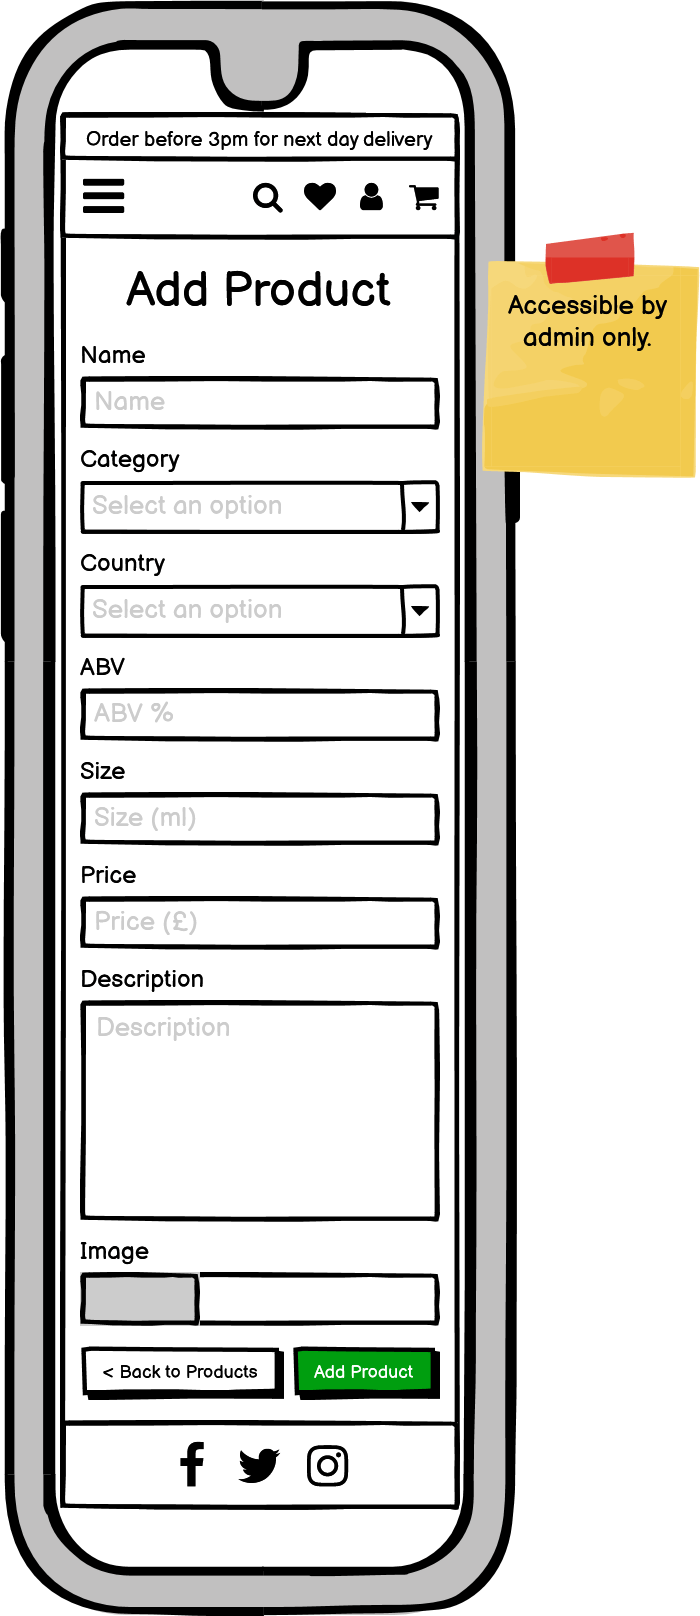 Order before 3pm for next day delivery
Add Product
Accessible by
admin only.
Name
Name
Category
Select an option
Country
Select an option
ABV
ABV %
Size
Size (ml)
Price
Price (£)
Description
Description
Image
< Back to Products
Add Product